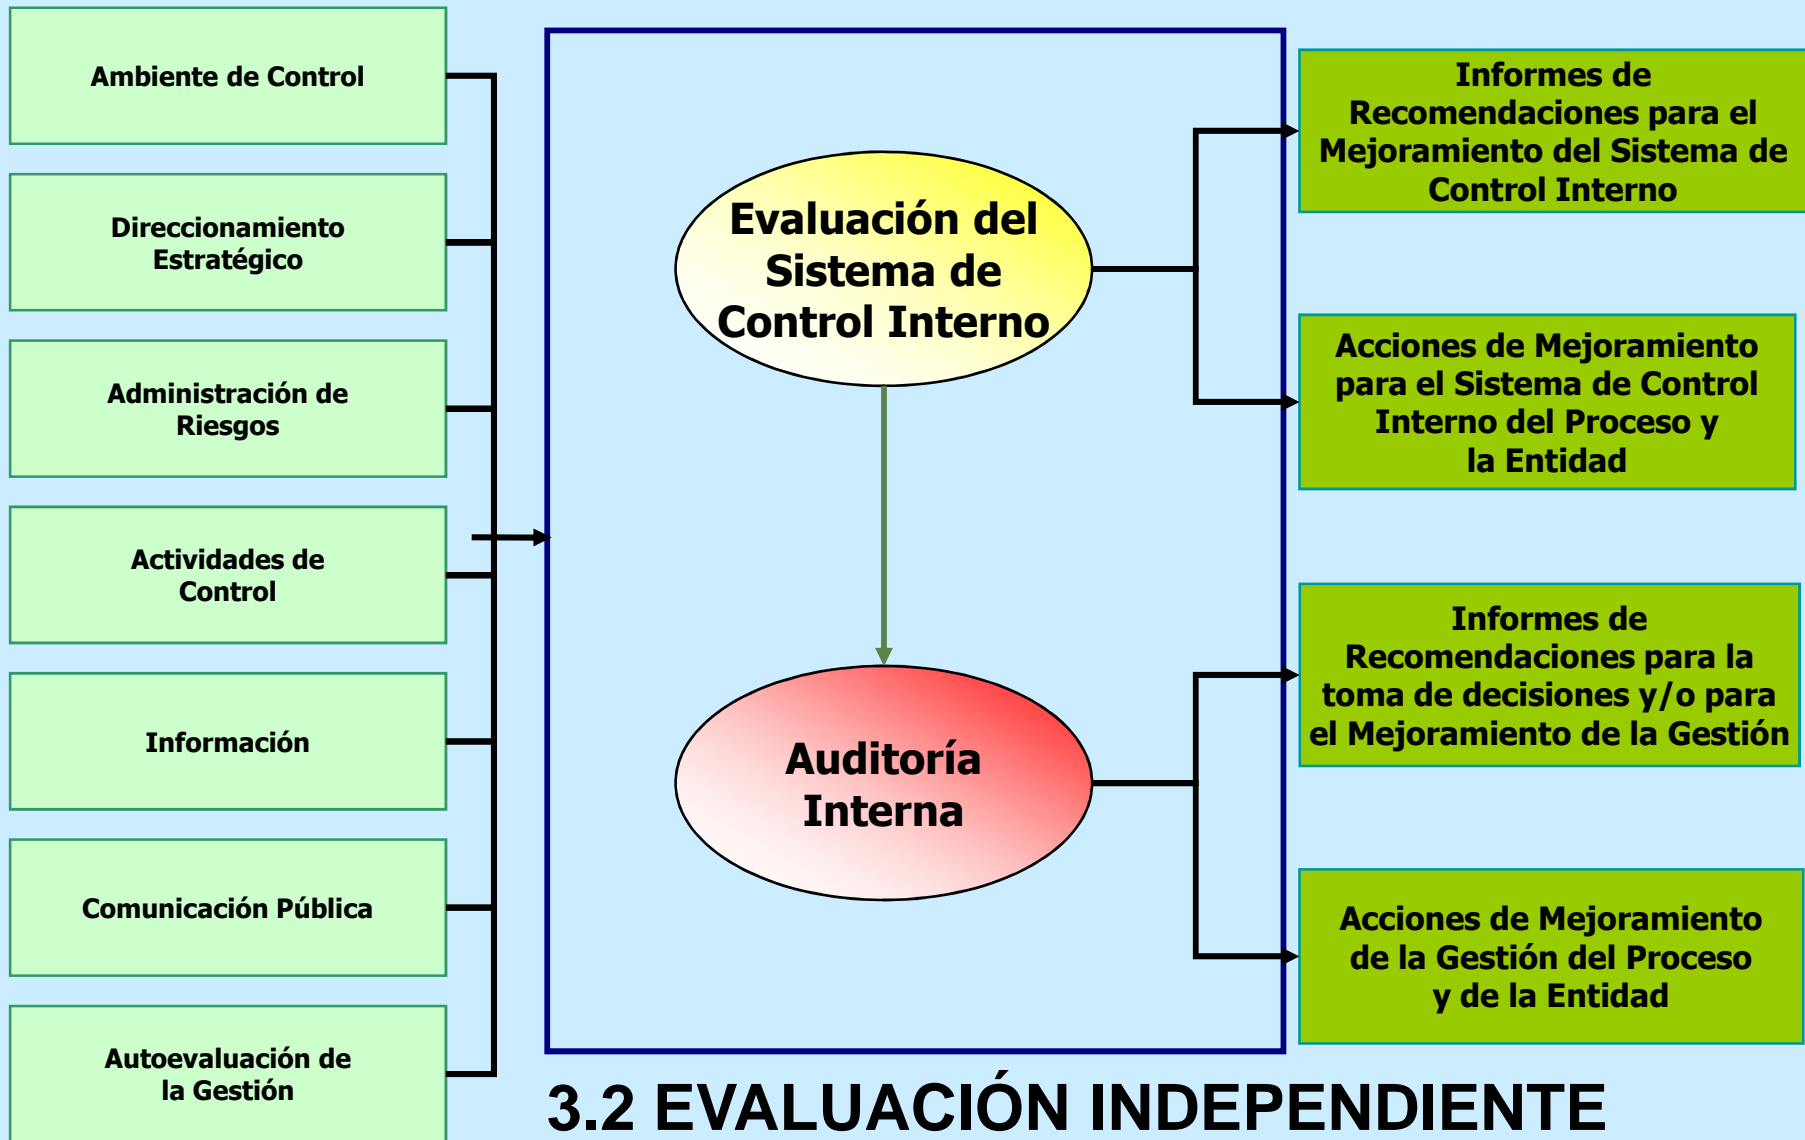 Ambiente de Control
Direccionamiento
Estratégico
Administración de
Riesgos
Actividades de
Control
Información
Comunicación Pública
Autoevaluación de
la Gestión
Evaluación del
Sistema de
Control Interno
Auditoría
Interna
Informes de
Recomendaciones para el
Mejoramiento del Sistema de
Control Interno
Acciones de Mejoramiento
para el Sistema de Control
Interno del Proceso y
la Entidad
Informes de
Recomendaciones para la
toma de decisiones y/o para
el Mejoramiento de la Gestión
Acciones de Mejoramiento
de la Gestión del Proceso
y de la Entidad
3.2 EVALUACIÓN INDEPENDIENTE